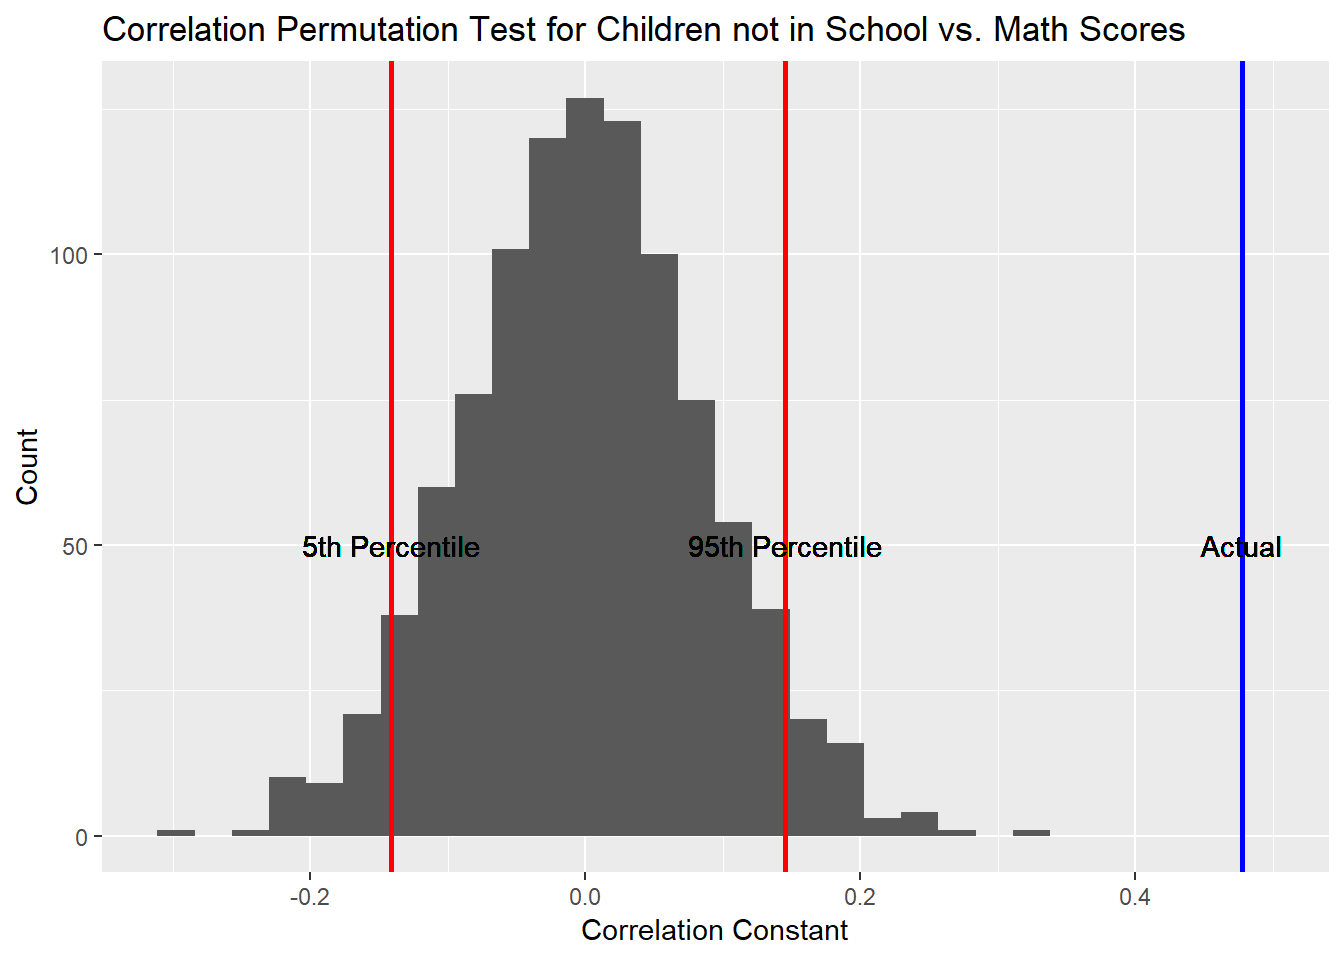 Correlation Permutation Test for Children not in School vs. Math Scores
Count
100
50
0
5th Percentile
95th Percentile
Actual
-0.2
0.0
0.2
0.4
Correlation Constant